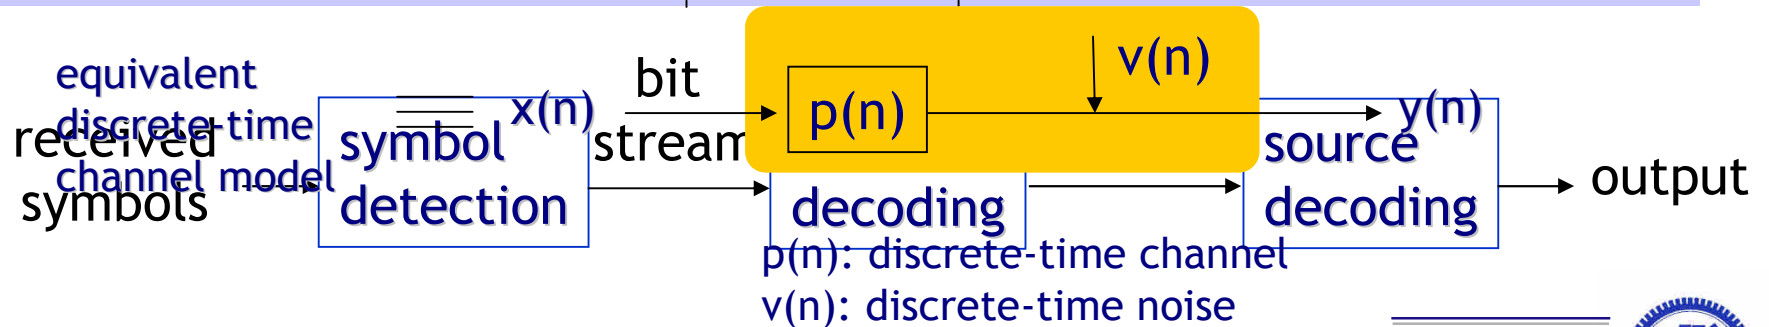 equivalent
discrete-time
channel model
received
symbols
symbol
detection
x(n)
bit
stream
p(n)
v(n)
y(n)
decoding
source
decoding
output
p(n): discrete-time channel
v(n): discrete-time noise